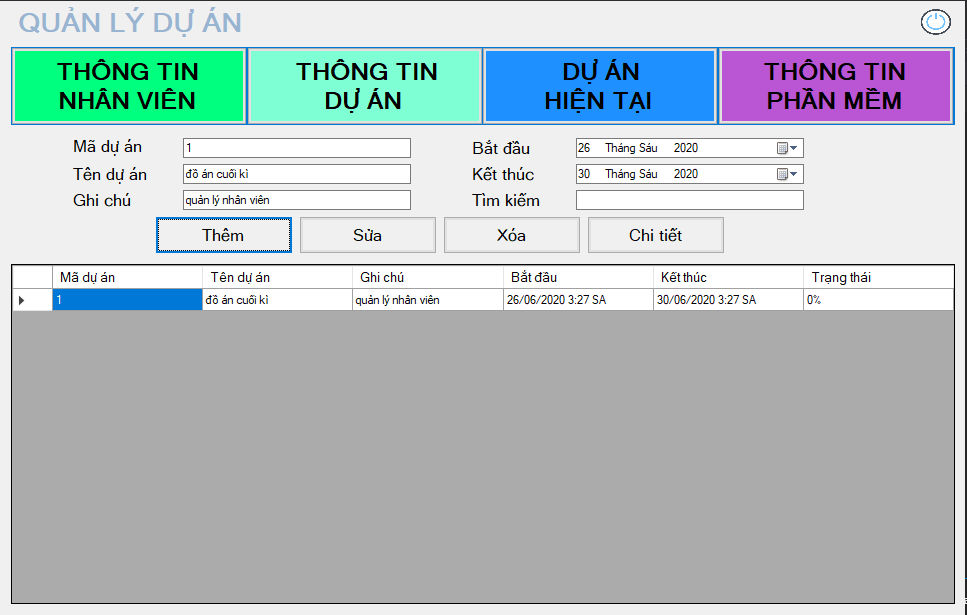 QUẢN LÝ DỰ ÁN
THÔNG TIN
NHÂN VIÊN
THÔNG TIN
DỰ ÁN
DỰ ÁN
HIỆN TẠI
THÔNG TIN
PHẦN MỀM
Mã dự án 1 Bắt đầu 26 Tháng Sáu 2020
Tên dự án đồ án cuối kì Kết thúc 30 Tháng Sáu 2020
Ghi chú quản lý nhân viên Tìm kiếm
Thêm Sửa Xóa Chi tiết
Mã dự án Tên dự án Ghi chú Bắt đầu Kết thúc Trạng thái
1 đồ án cuối kì quản lý nhân viên 26/06/2020 3:27 SA 30/06/2020 3:27 SA 0%